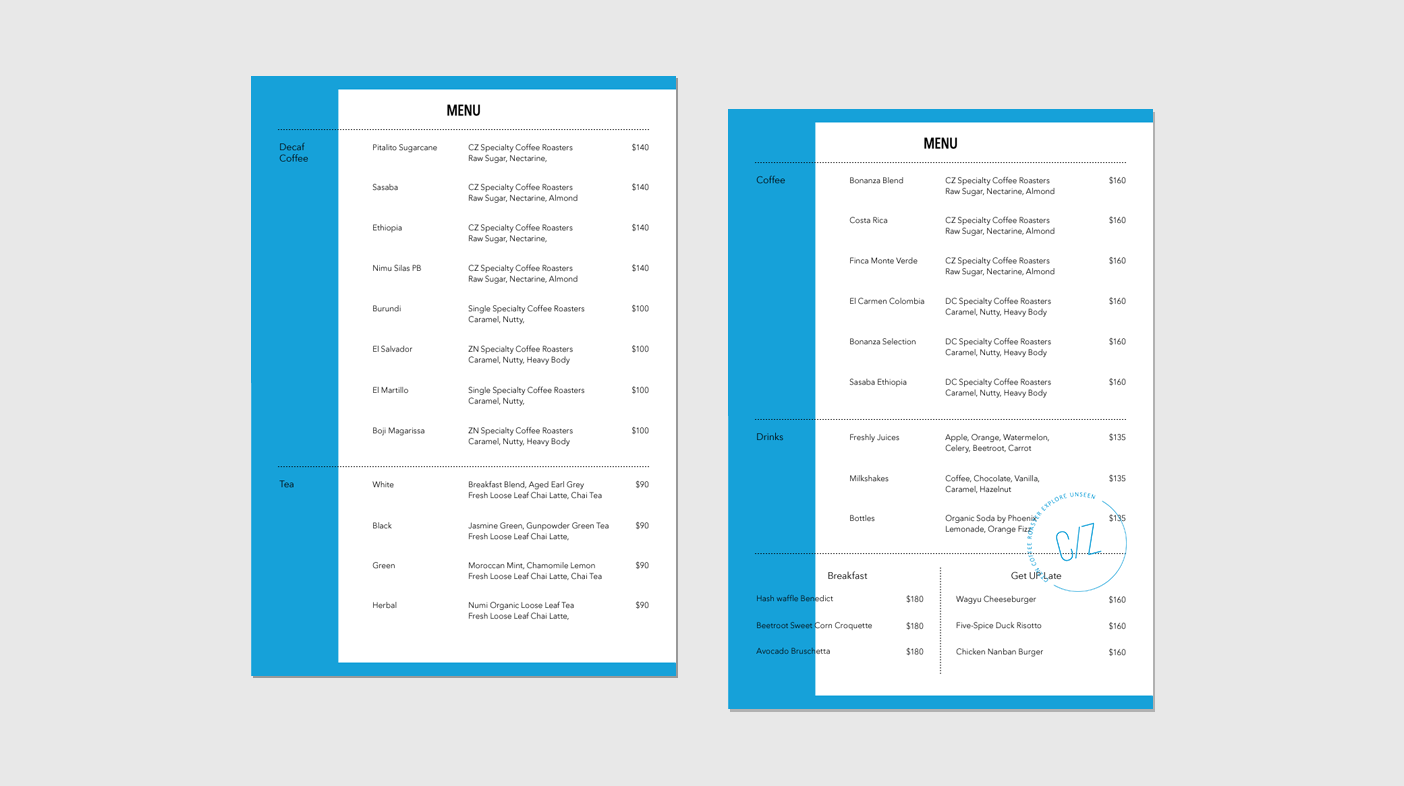 MENU
Decaf
Coffee
Pitalito Sugarcane CZ Specialty Coffee Roasters $140
Raw Sugar, Nectarine,
Sasaba CZ Specialty Coffee Roasters $140
Raw Sugar, Nectarine, Almond
Ethiopia CZ Specialty Coffee Roasters $140
Raw Sugar, Nectarine,
Nimu Silas PB CZ Specialty Coffee Roasters $140
Raw Sugar, Nectarine, Almond
Burundi Single Specialty Coffee Roasters $100
Caramel, Nutty,
El Salvador ZN Specialty Coffee Roasters $100
Caramel, Nutty, Heavy Body
El Martillo Single Specialty Coffee Roasters $100
Caramel, Nutty,
Boji Magarissa ZN Specialty Coffee Roasters $100
Caramel, Nutty, Heavy Body
Tea
White Breakfast Blend, Aged Earl Grey $90
Fresh Loose Leaf Chai Latte, Chai Tea
Black Jasmine Green, Gunpowder Green Tea $90
Fresh Loose Leaf Chai Latte,
Green Moroccan Mint, Chamomile Lemon $90
Fresh Loose Leaf Chai Latte, Chai Tea
Herbal Numi Organic Loose Leaf Tea $90
Fresh Loose Leaf Chai Latte,
MENU
Coffee
Bonanza Blend CZ Specialty Coffee Roasters $160
Raw Sugar, Nectarine, Almond
Costa Rica CZ Specialty Coffee Roasters $160
Raw Sugar, Nectarine, Almond
Finca Monte Verde CZ Specialty Coffee Roasters $160
Raw Sugar, Nectarine, Almond
El Carmen Colombia DC Specialty Coffee Roasters $160
Caramel, Nutty, Heavy Body
Bonanza Selection DC Specialty Coffee Roasters $160
Caramel, Nutty, Heavy Body
Sasaba Ethiopia DC Specialty Coffee Roasters $160
Caramel, Nutty, Heavy Body
Drinks
Freshly Juices Apple, Orange, Watermelon, $135
Celery, Beetroot, Carrot
Milkshakes Coffee, Chocolate, Vanilla, $135
Caramel, Hazelnut
Bottles Organic Soda by Phoenix $135
Lemonade, Orange Fizz
COFFEE ROASTER EXPLORE UNSEEN
C/Z
Breakfast
Hash waffle Benedict $180
Beetroot Sweet Corn Croquette $180
Avocado Bruschetta $180
Get UP Late
Wagyu Cheeseburger $160
Five-Spice Duck Risotto $160
Chicken Nanban Burger $160